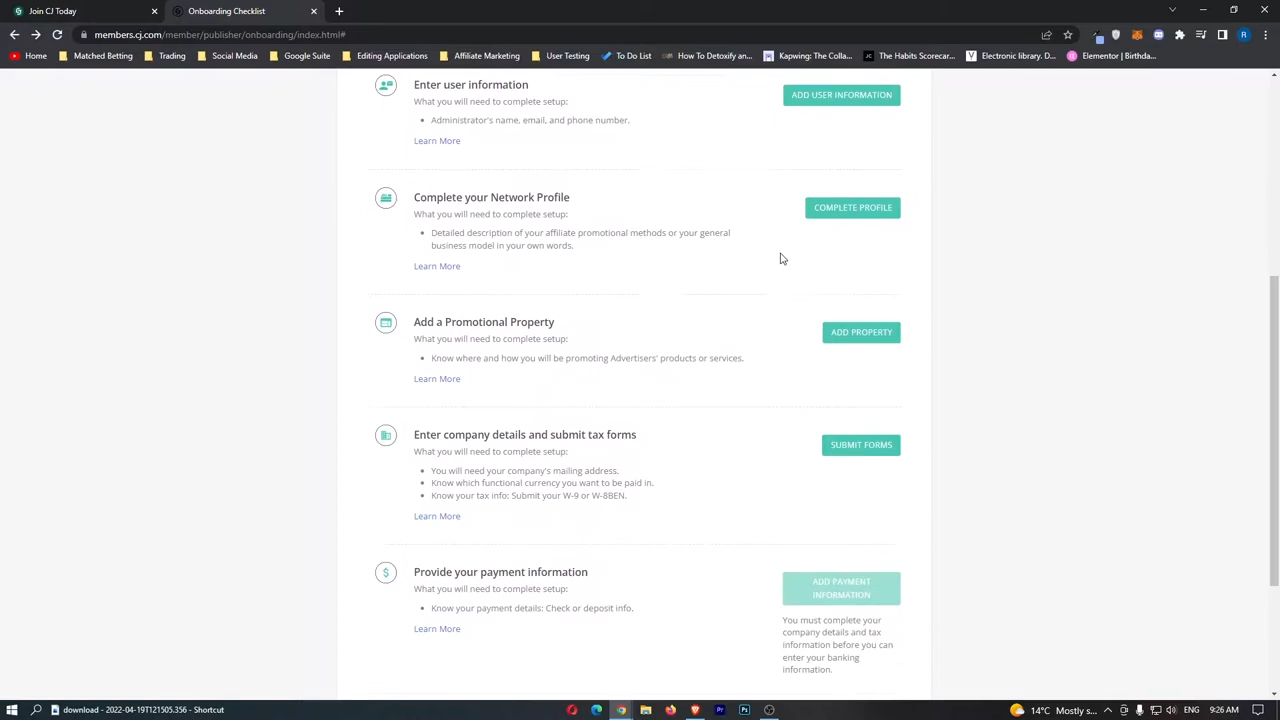 Join CJ Today
Onboarding Checklist
members.cj.com/member/publisher/onboarding/index.html#
Home
Trading
Social Media
Google Suite
Editing Applications
Affiliate Marketing
User Testing
To Do List
How To Detoxify an...
Kapwing: The Colla...
The Habits Scorecar...
Electronic library. D...
Elementor | Birthda...
Enter user information
ADD USER INFORMATION
What you will need to complete setup:
Administrator's name, email, and phone number.
Learn More
Complete your Network Profile
COMPLETE PROFILE
What you will need to complete setup:
Detailed description of your affiliate promotional methods or your general
business model in your own words.
Learn More
Add a Promotional Property
ADD PROPERTY
What you will need to complete setup:
Know where and how you will be promoting Advertisers' products or services.
Learn More
Enter company details and submit tax forms
SUBMIT FORMS
What you will need to complete setup:
You will need your company's mailing address.
Know which functional currency you want to be paid in.
Know your tax info: Submit your W-9 or W-8BEN.
Learn More
Provide your payment information
ADD PAYMENT
INFORMATION
What you will need to complete setup:
Know your payment details: Check or deposit info.
Learn More
You must complete your
company details and tax
information before you can
enter your banking
information.
download - 2022-04-19T121505.356 - Shortcut
14°C Mostly s...
9:26 AM